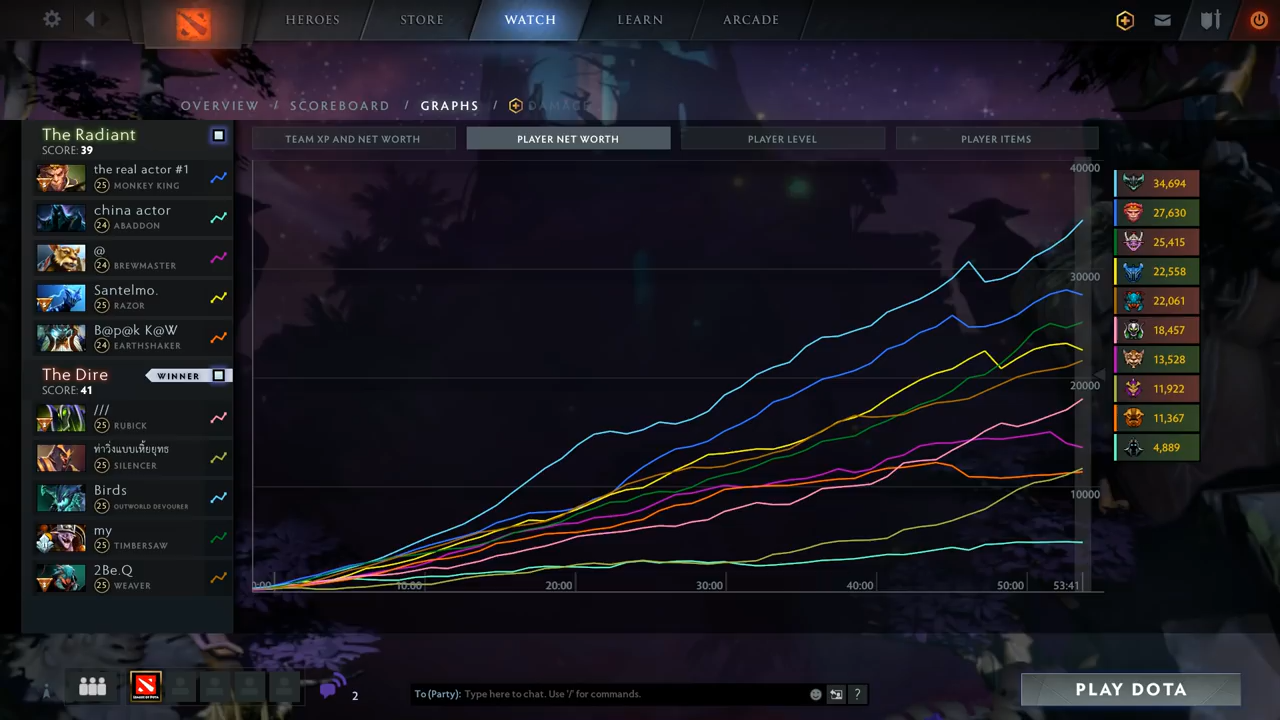 HEROES
STORE
WATCH
LEARN
ARCADE
OVERVIEW / SCOREBOARD / GRAPHS / DAMAGE
The Radiant
SCORE: 39
the real actor #1
25 MONKEY KING
china actor
24 ABADDON
@
24 BREWMASTER
Santelmo.
25 RAZOR
B@p@k K@W
24 EARTHSHAKER
The Dire
WINNER
SCORE: 41
///
25 RUBICK
ท่าวิ่งแบบเหี้ยยุทธ
25 SILENCER
Birds
25 OUTWORLD DEVOURER
my
25 TIMBERSAW
2Be.Q
25 WEAVER
TEAM XP AND NET WORTH
PLAYER NET WORTH
PLAYER LEVEL
PLAYER ITEMS
40000
30000
20000
10000
0:00
10:00
20:00
30:00
40:00
50:00
53:41
34,694
27,630
25,415
22,558
22,061
18,457
13,528
11,922
11,367
4,889
2
To (Party): Type here to chat. Use '/' for commands.
?
PLAY DOTA